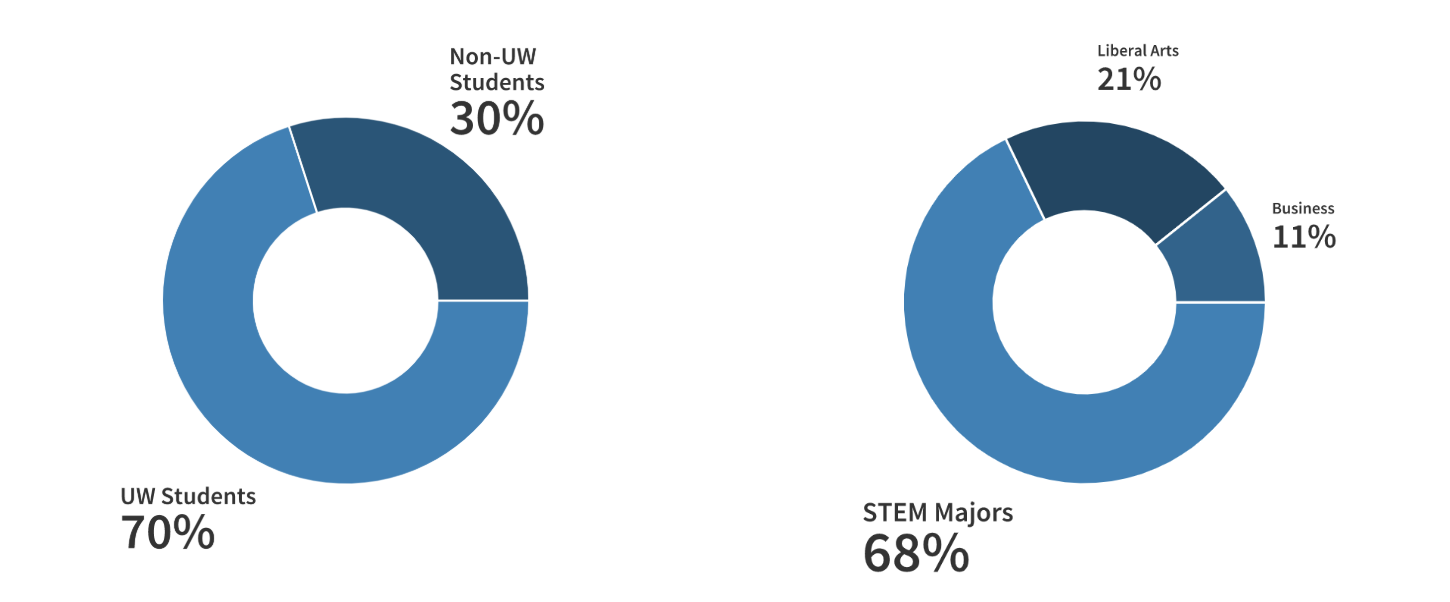 Non-UW
Students
30%
UW Students
70%
Liberal Arts
21%
Business
11%
STEM Majors
68%